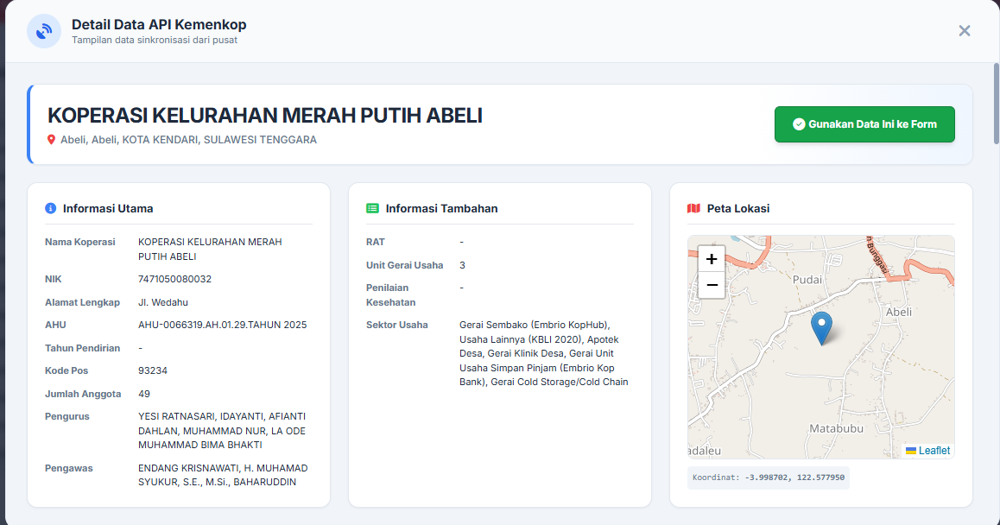 Detail Data API Kemenkop
Tampilan data sinkronisasi dari pusat
KOPERASI KELURAHAN MERAH PUTIH ABELI
Abeli, Abeli, KOTA KENDARI, SULAWESI TENGGARA
Gunakan Data Ini ke Form
Informasi Utama
Nama Koperasi KOPERASI KELURAHAN MERAH
PUTIH ABELI
NIK 7471050080032
Alamat Lengkap Jl. Wedahu
AHU AHU-0066319.AH.01.29.TAHUN 2025
Tahun Pendirian -
Kode Pos 93234
Jumlah Anggota 49
Pengurus YESI RATNASARI, IDAYANTI, AFIANTI
DAHLAN, MUHAMMAD NUR, LA ODE
MUHAMMAD BIMA BHAKTI
Pengawas ENDANG KRISNAWATI, H. MUHAMAD
SYUKUR, S.E., M.Si., BAHARUDDIN
Informasi Tambahan
RAT -
Unit Gerai Usaha 3
Penilaian -
Kesehatan
Sektor Usaha Gerai Sembako (Embrio KopHub),
Usaha Lainnya (KBLI 2020), Apotek
Desa, Gerai Klinik Desa, Gerai Unit
Usaha Simpan Pinjam (Embrio Kop
Bank), Gerai Cold Storage/Cold Chain
Peta Lokasi
+
−
n Bunggasi
Pudai
Abeli
Matabubu
adaleu
Leaflet
Koordinat: -3.998702, 122.577950